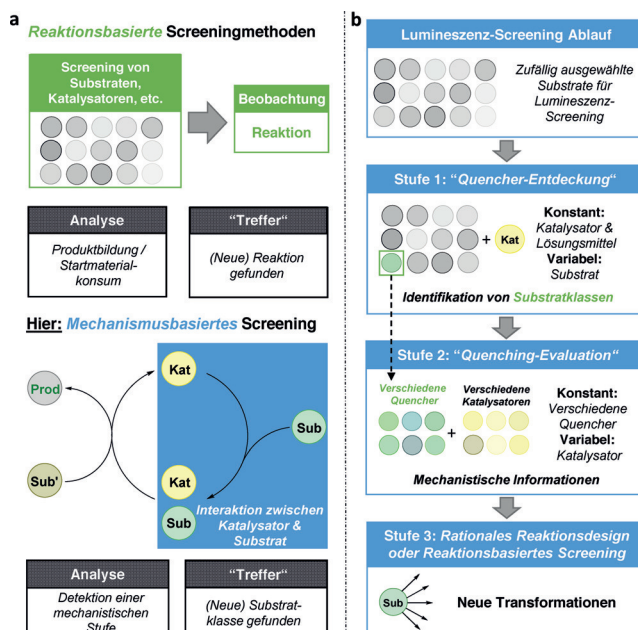 a
Reaktionsbasierte Screeningmethoden
Screening von
Substraten,
Katalysatoren, etc.
Beobachtung
Reaktion
Analyse
Produktbildung /
Startmaterial-
konsum
"Treffer"
(Neue) Reaktion
gefunden
Hier: Mechanismusbasiertes Screening
Prod
Kat
Sub
Sub'
Kat
Sub
Interaktion zwischen
Katalysator &
Substrat
Analyse
Detektion einer
mechanistischen
Stufe
"Treffer"
(Neue) Substrat-
klasse gefunden
b
Lumineszenz-Screening Ablauf
Zufällig ausgewählte
Substrate für
Lumineszenz-
Screening
Stufe 1: "Quencher-Entdeckung"
+
Kat
Konstant:
Katalysator &
Lösungsmittel
Variabel:
Substrat
Identifikation von Substratklassen
Stufe 2: "Quenching-Evaluation"
Verschiedene
Quencher
+
Verschiedene
Katalysatoren
Konstant:
Verschiedene
Quencher
Variabel:
Katalysator
Mechanistische Informationen
Stufe 3: Rationales Reaktionsdesign
oder Reaktionsbasiertes Screening
Sub
Neue Transformationen